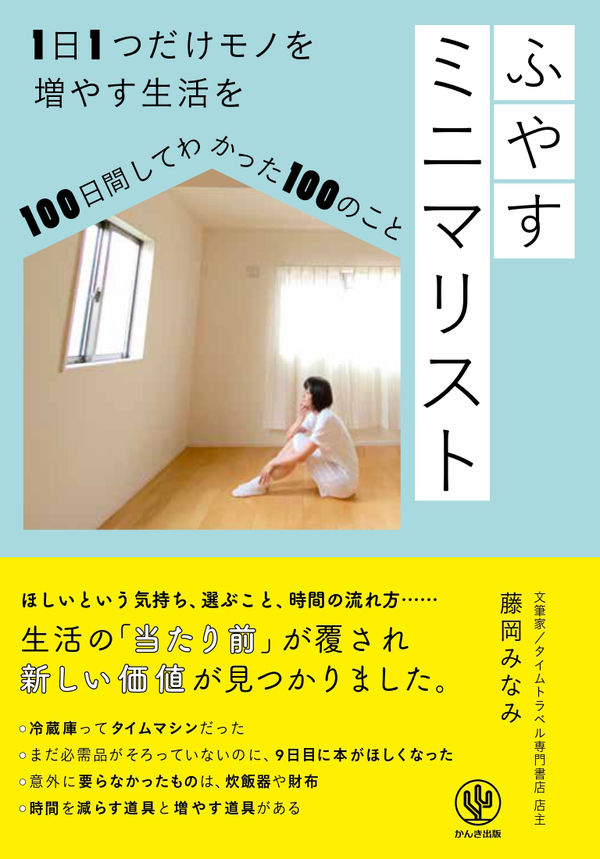 ふやす
ミニマリスト
1日1つだけモノを
増やす生活を
100日間してわかった100のこと
ほしいという気持ち、選ぶこと、時間の流れ方……
生活の「当たり前」が覆され
新しい価値が見つかりました。
●冷蔵庫ってタイムマシンだった
●まだ必需品がそろっていないのに、9日目に本がほしくなった
●意外に要らなかったものは、炊飯器や財布
●時間を減らす道具と増やす道具がある
文筆家/タイムトラベル専門書店 店主
藤岡みなみ
かんき出版